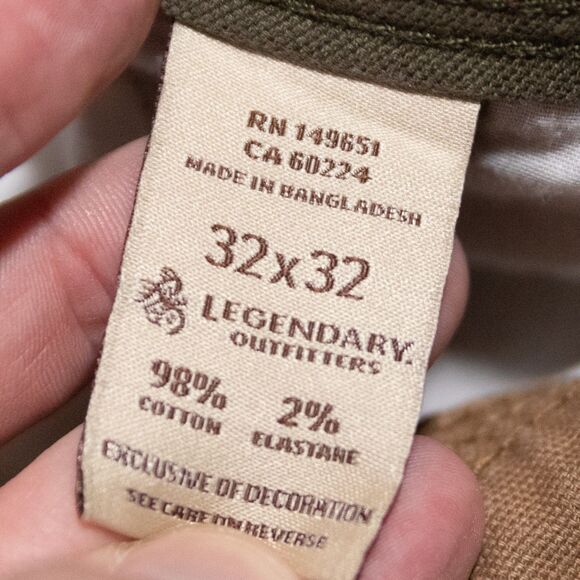 RN 149651
CA 60224
MADE IN BANGLADESH
32x32
LEGENDARY
OUTFITTERS
98% 2%
COTTON ELASTANE
EXCLUSIVE OF DECORATION
SEE CARE ON REVERSE